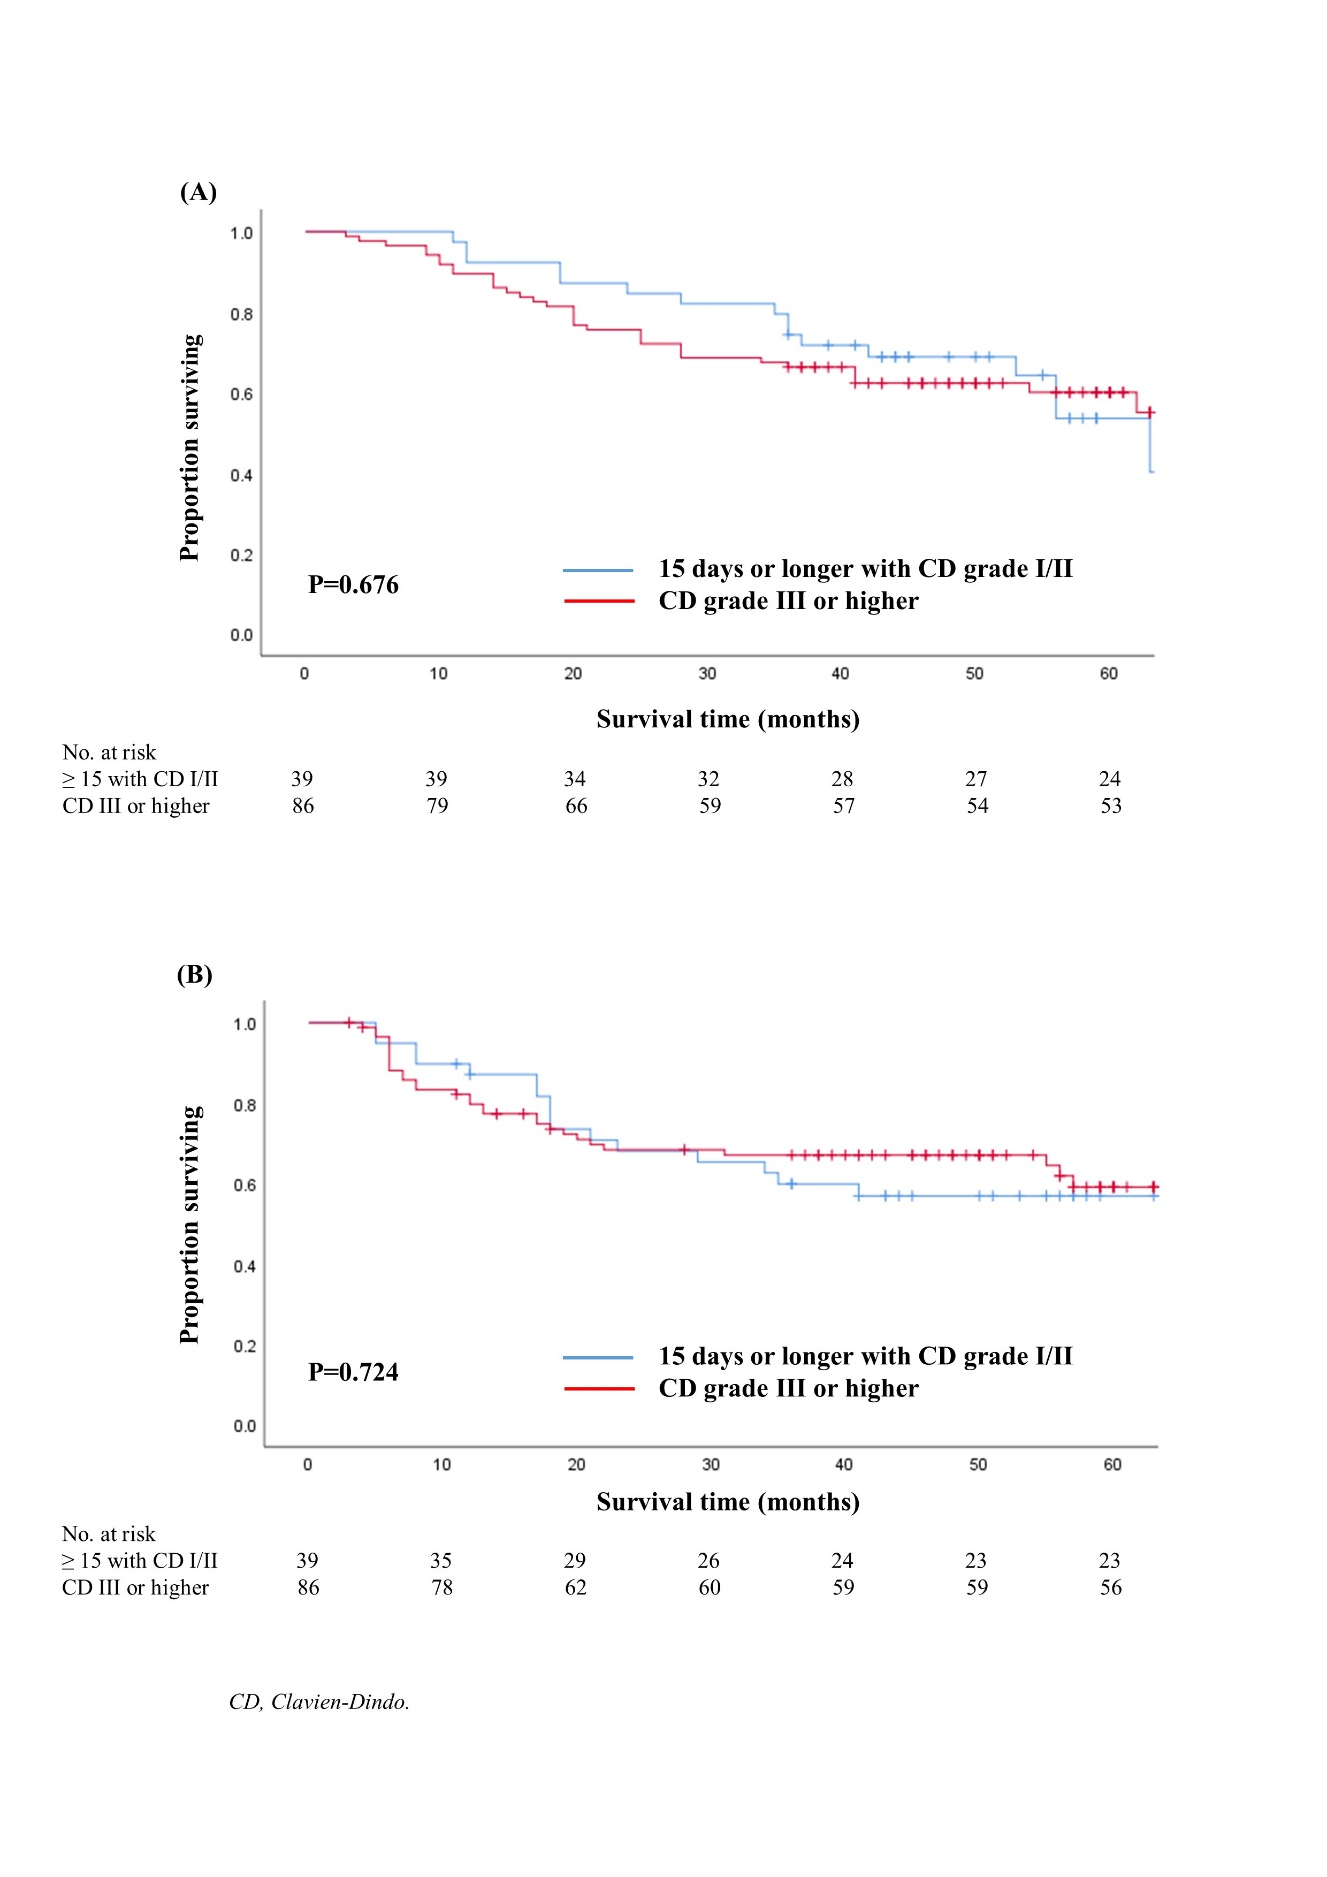 (A)
1.0
0.8
0.6
0.4
0.2
0.0
Proportion surviving
P=0.676
15 days or longer with CD grade I/II
CD grade III or higher
0 10 20 30 40 50 60
Survival time (months)
No. at risk
≥ 15 with CD I/II 39 39 34 32 28 27 24
CD III or higher 86 79 66 59 57 54 53
(B)
1.0
0.8
0.6
0.4
0.2
0.0
Proportion surviving
P=0.724
15 days or longer with CD grade I/II
CD grade III or higher
0 10 20 30 40 50 60
Survival time (months)
No. at risk
≥ 15 with CD I/II 39 35 29 26 24 23 23
CD III or higher 86 78 62 60 59 59 56
CD, Clavien-Dindo.